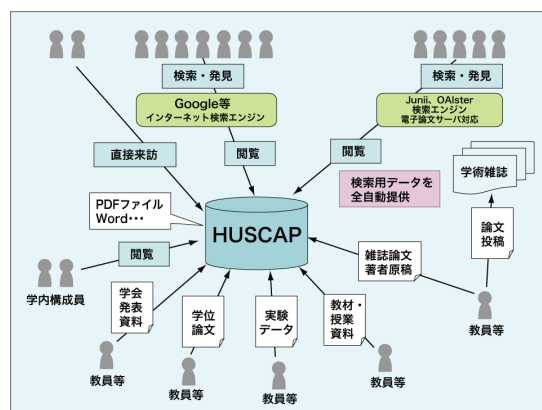 検索・発見
検索・発見
Google等
インターネット検索エンジン
Junii、OAIster
検索エンジン
電子論文サーバ対応
直接来訪
閲覧
閲覧
学術雑誌
検索用データを
全自動提供
PDFファイル
Word・・・
HUSCAP
論文
投稿
閲覧
雑誌論文
著者原稿
学内構成員
学会
発表
資料
学位
論文
実験
データ
教材・
授業
資料
教員等
教員等
教員等
教員等
教員等